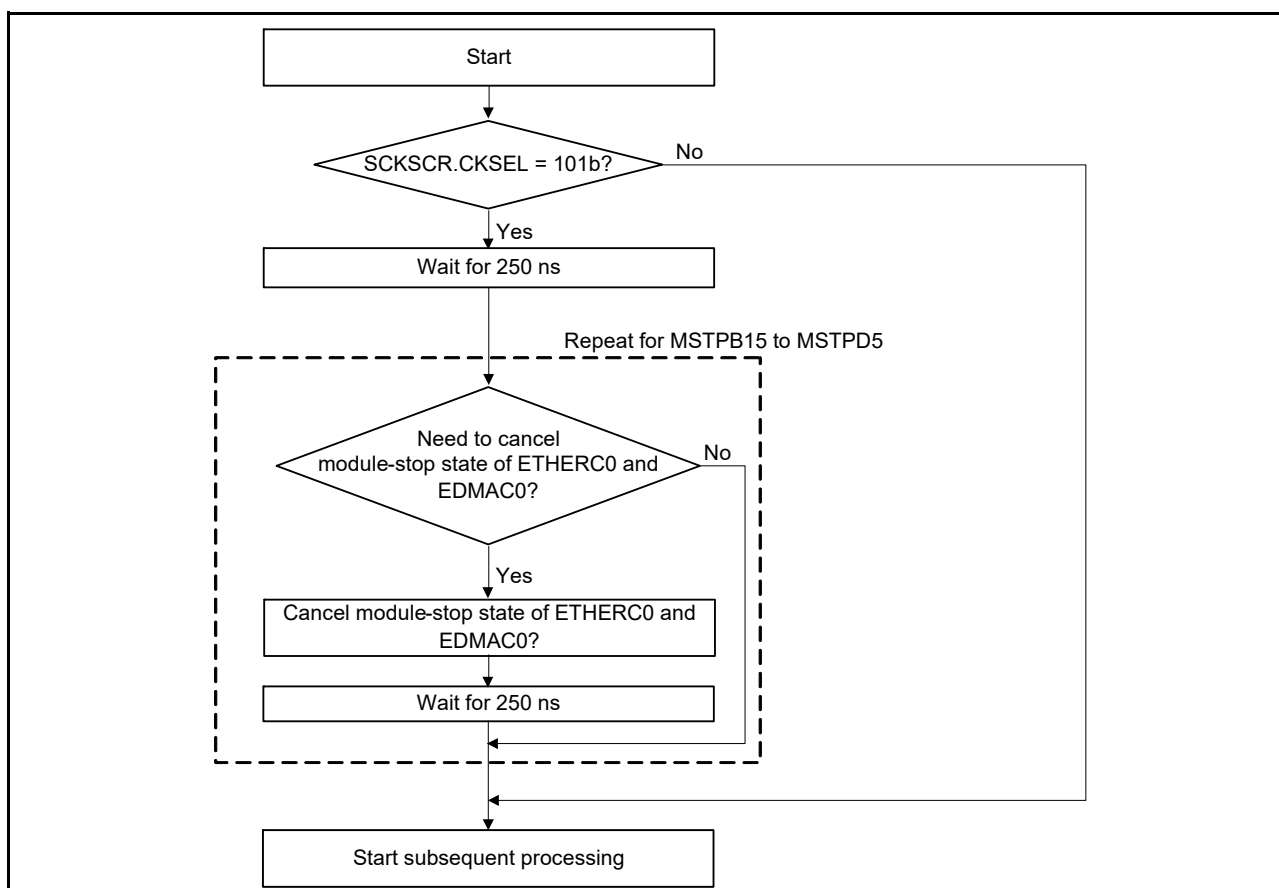 Start
SCKSCR.CKSEL = 101b?
No
Yes
Wait for 250 ns
Repeat for MSTPB15 to MSTPD5
Need to cancel
module-stop state of ETHERC0 and
EDMAC0?
No
Yes
Cancel module-stop state of ETHERC0 and
EDMAC0?
Wait for 250 ns
Start subsequent processing